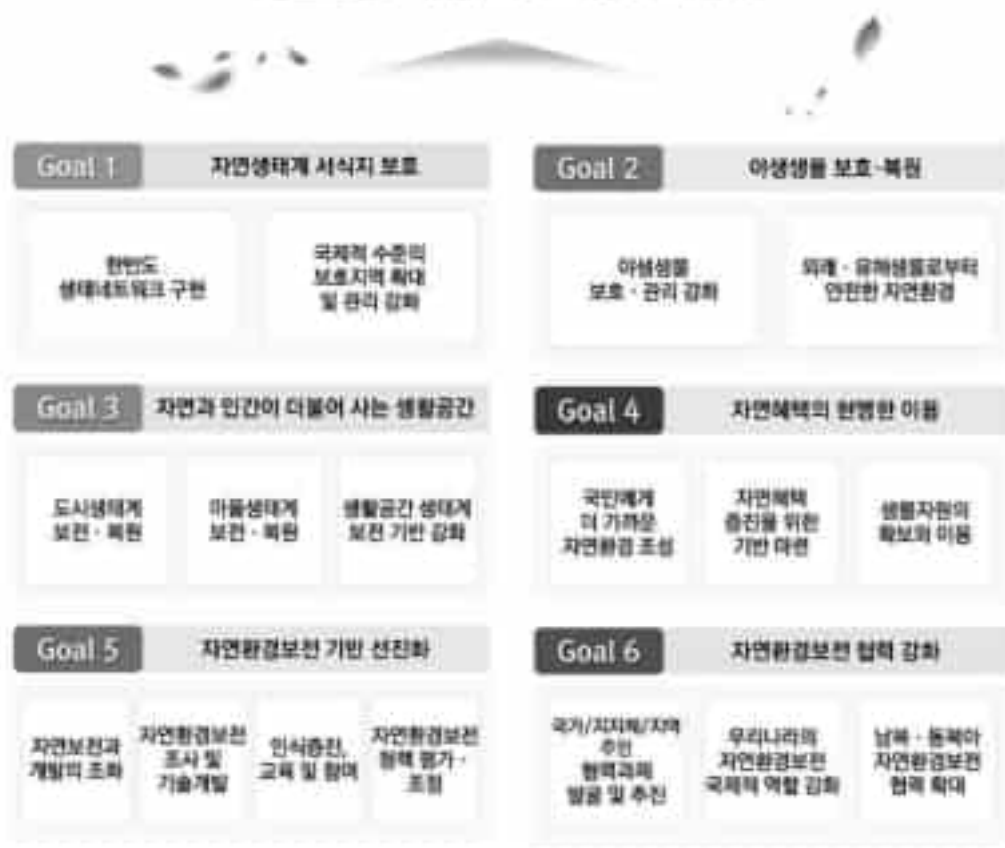 Goal 1
자연생태계 서식지 보호
한반도
생태네트워크 구현
국제적 수준의
보호지역 확대
및 관리 강화
Goal 2
야생생물 보호·복원
야생생물
보호·관리 강화
외래·유해생물로부터
안전한 자연환경
Goal 3
자연과 인간이 더불어 사는 생활공간
도시생태계
보전·복원
마을생태계
보전·복원
생활공간 생태계
보전 기반 강화
Goal 4
자연혜택의 현명한 이용
국민에게
더 가까운
자연환경 조성
자연혜택
증진을 위한
기반 마련
생물자원의
확보와 이용
Goal 5
자연환경보전 기반 선진화
자연보전과
개발의 조화
자연환경보전
조사 및
기술개발
인식증진,
교육 및 참여
자연환경보전
정책 평가·
조정
Goal 6
자연환경보전 협력 강화
국가/지자체/지역
주민
협력과제
발굴 및 추진
우리나라의
자연환경보전
국제적 역할 강화
남북·동북아
자연환경보전
협력 확대